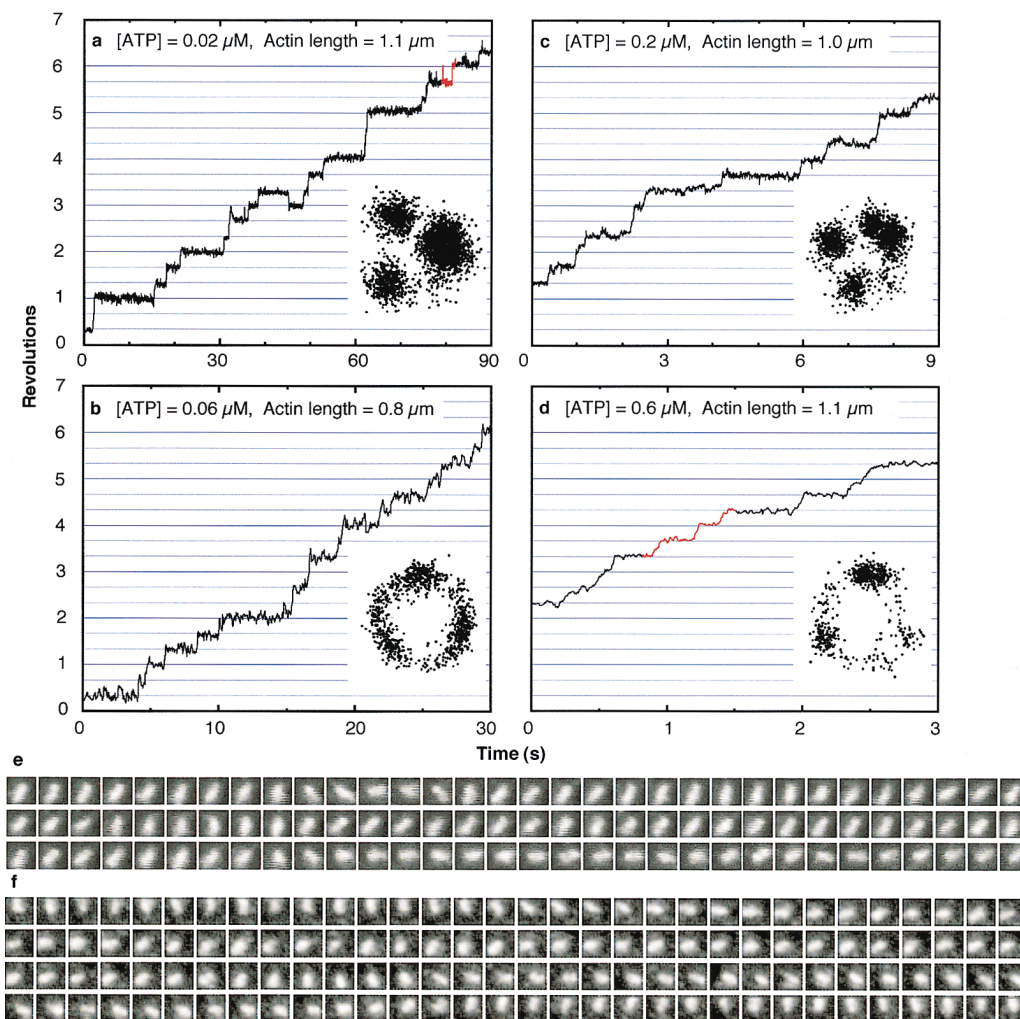 7
6
5
4
3
2
1
0
a [ATP] = 0.02 µM, Actin length = 1.1 µm
0 30 60 90
c [ATP] = 0.2 µM, Actin length = 1.0 µm
0 3 6 9
Revolutions
7
6
5
4
3
2
1
0
b [ATP] = 0.06 µM, Actin length = 0.8 µm
0 10 20 30
d [ATP] = 0.6 µM, Actin length = 1.1 µm
0 1 2 3
Time (s)
e
f